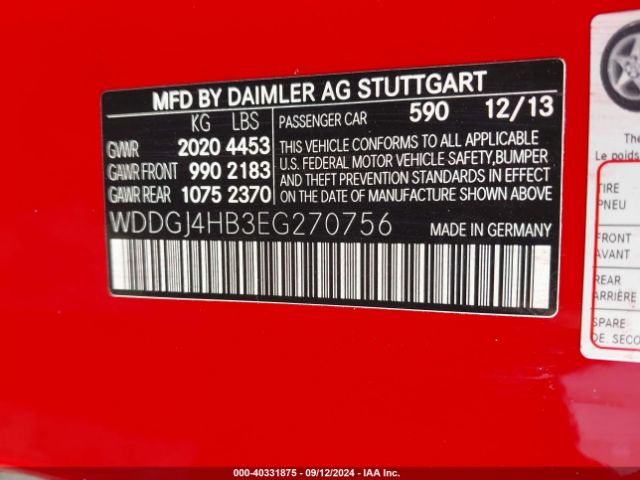 MFD BY DAIMLER AG STUTTGART
KG LBS
GVWR 2020 4453
GAWR FRONT 990 2183
GAWR REAR 1075 2370
PASSENGER CAR 590 12/13
THIS VEHICLE CONFORMS TO ALL APPLICABLE
U.S. FEDERAL MOTOR VEHICLE SAFETY,BUMPER
AND THEFT PREVENTION STANDARDS IN EFFECT
ON THE DATE OF MANUFACTURE SHOWN ABOVE
WDDGJ4HB3EG270756
MADE IN GERMANY
The
Le poids
TIRE
PNEU
FRONT
AVANT
REAR
ARRIÈRE
SPARE
DE SECO
000-40331875 - 09/12/2024 - IAAI.COM